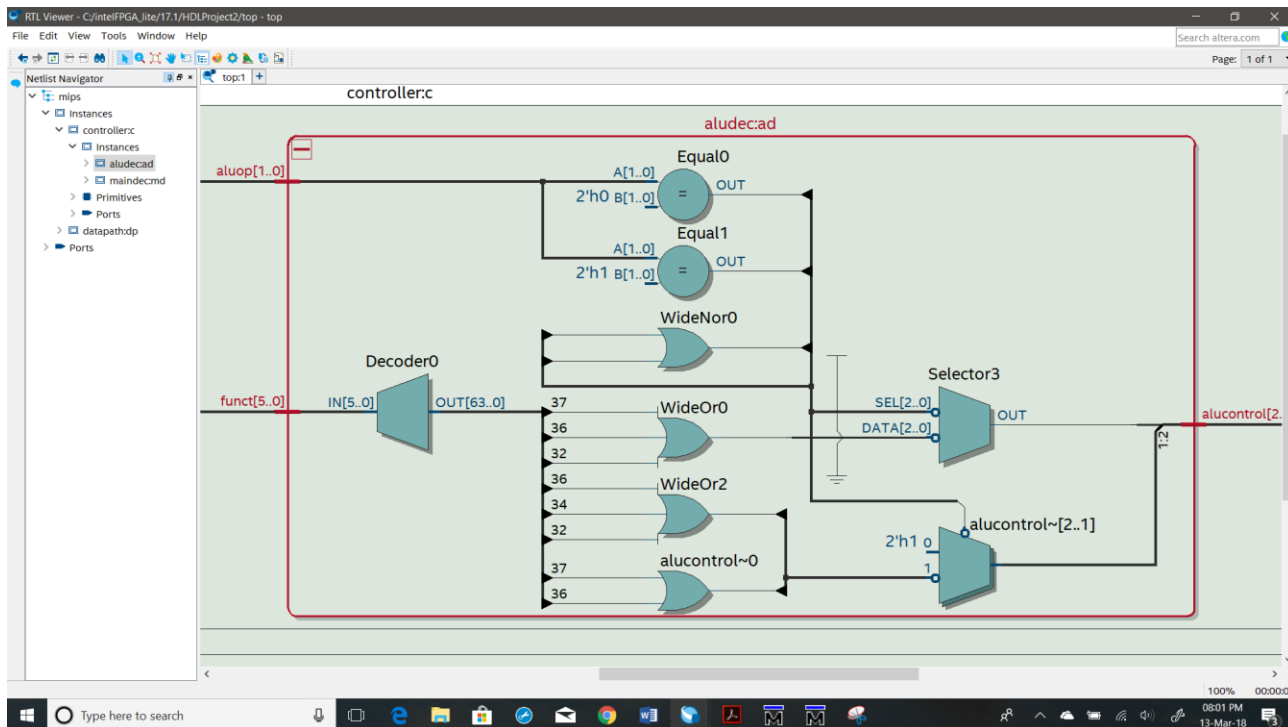 RTL Viewer - C:/intelFPGA_lite/17.1/HDLProject2/top - top
File Edit View Tools Window Help
Search altera.com
Page: 1 of 1
Netlist Navigator
top:1
mips
Instances
controller:c
Instances
aludec:ad
maindec:md
Primitives
Ports
datapath:dp
Ports
controller:c
aludec:ad
aluop[1..0]
Equal0
A[1..0]
2'h0 B[1..0]
=
OUT
Equal1
A[1..0]
2'h1 B[1..0]
=
OUT
WideNor0
Decoder0
funct[5..0]
IN[5..0]
OUT[63..0]
37
36
32
WideOr0
36
34
32
WideOr2
37
36
alucontrol~0
Selector3
SEL[2..0]
DATA[2..0]
OUT
alucontrol[2..
1:2
alucontrol~[2..1]
2'h1 0
1
100% 00:00:0
Type here to search
08:01 PM
13-Mar-18